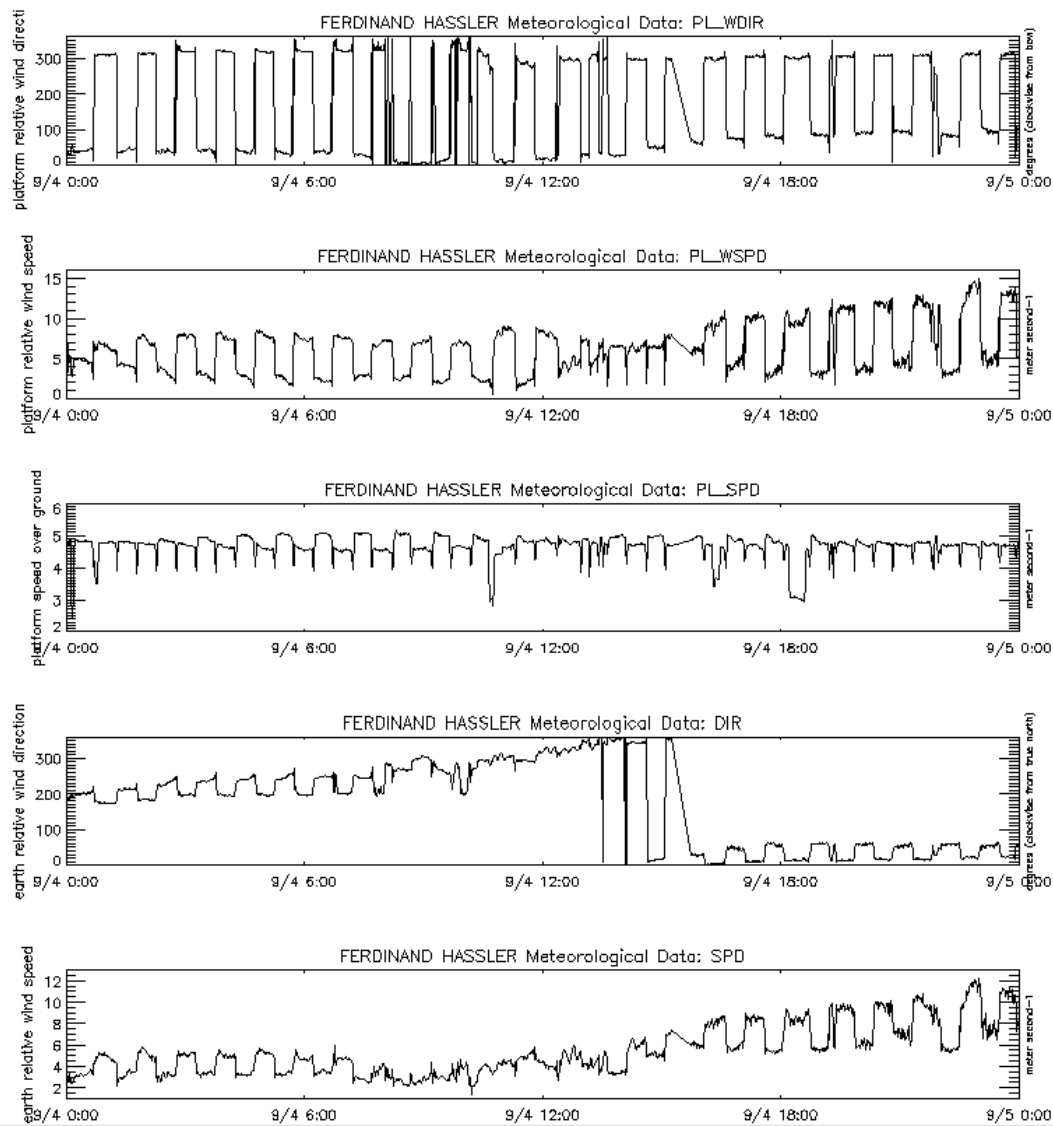 FERDINAND HASSLER Meteorological Data: PL_WDIR
platform relative wind directi
degrees (clockwise from bow)
300
200
100
0
9/4 0:00 9/4 6:00 9/4 12:00 9/4 18:00 9/5 0:00
FERDINAND HASSLER Meteorological Data: PL_WSPD
platform relative wind speed
meter second-1
15
10
5
0
9/4 0:00 9/4 6:00 9/4 12:00 9/4 18:00 9/5 0:00
FERDINAND HASSLER Meteorological Data: PL_SPD
platform speed over ground
meter second-1
6
5
4
3
2
9/4 0:00 9/4 6:00 9/4 12:00 9/4 18:00 9/5 0:00
FERDINAND HASSLER Meteorological Data: DIR
earth relative wind direction
degrees (clockwise from true north)
300
200
100
0
9/4 0:00 9/4 6:00 9/4 12:00 9/4 18:00 9/5 0:00
FERDINAND HASSLER Meteorological Data: SPD
earth relative wind speed
meter second-1
12
10
8
6
4
2
9/4 0:00 9/4 6:00 9/4 12:00 9/4 18:00 9/5 0:00